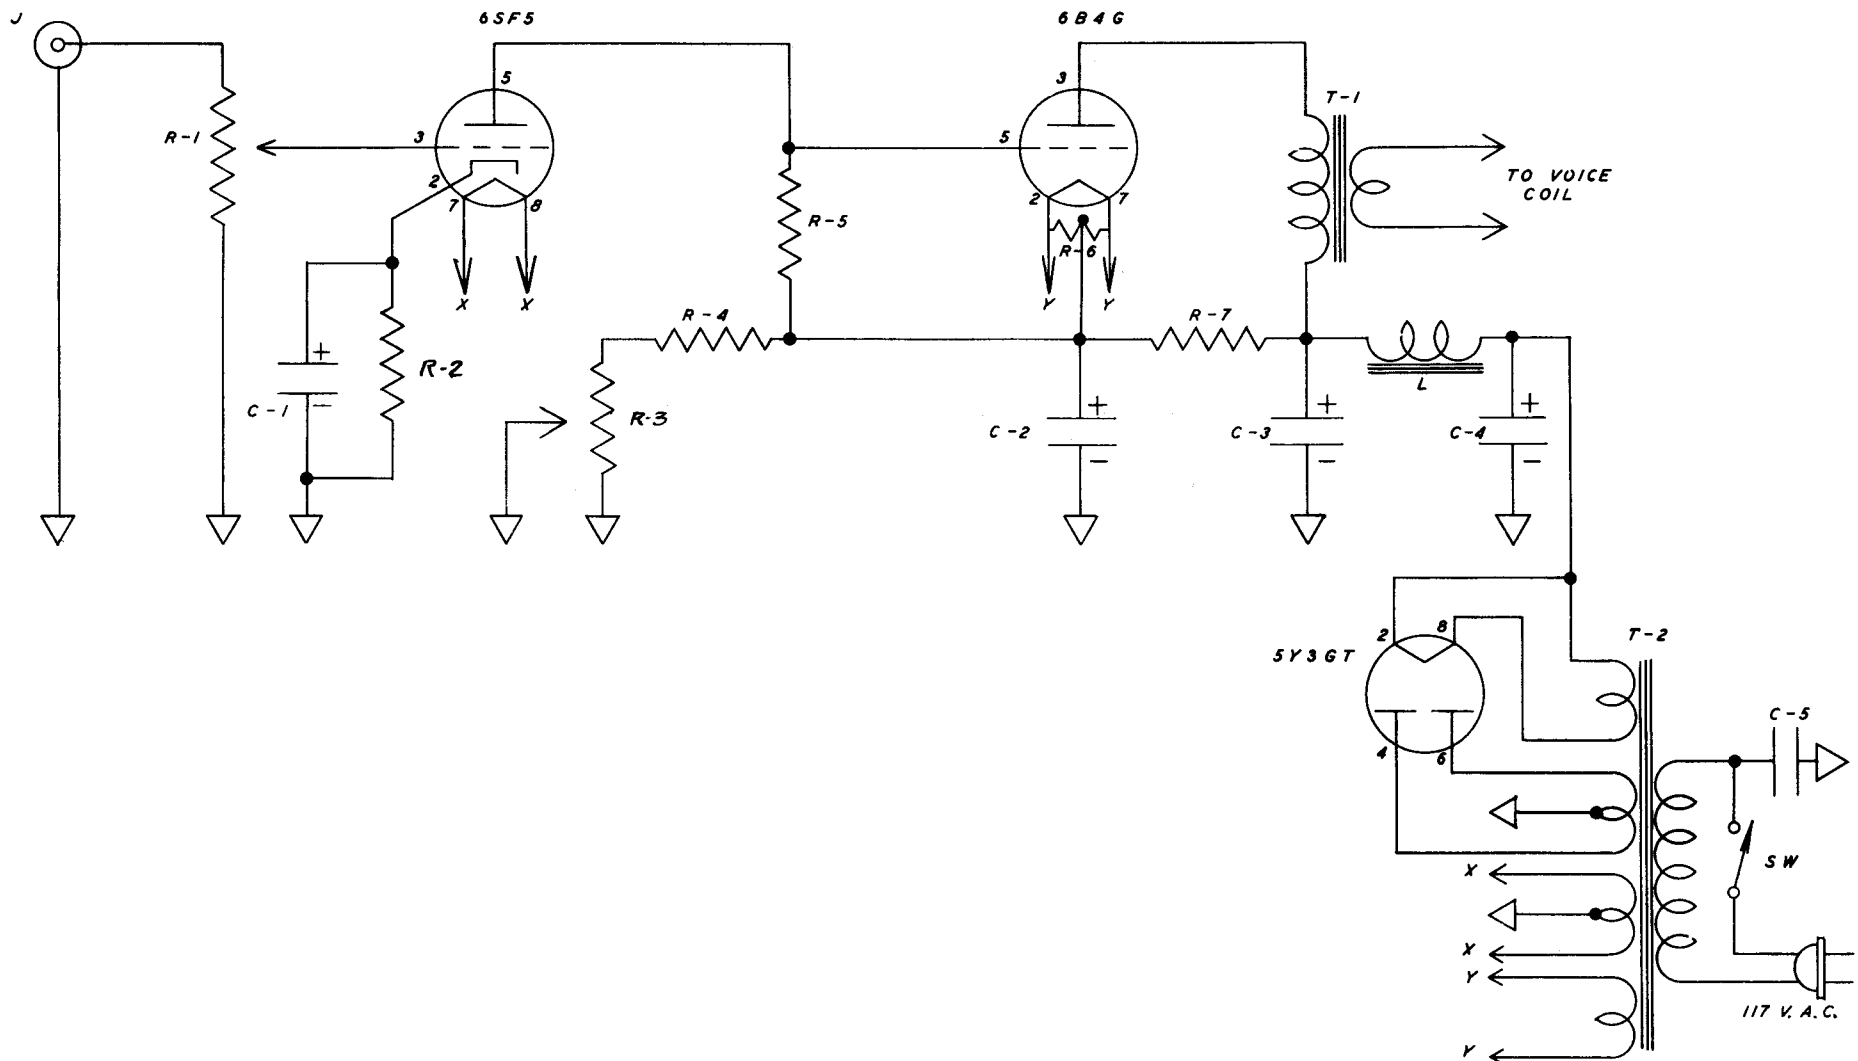 J
6SF5
6B4G
5
3
T-1
R-1
3
5
2
7
8
2
7
TO VOICE
COIL
R-5
R-6
X
X
Y
Y
R-4
R-7
+
R-2
C-1
−
R-3
L
+
+
+
C-2
C-3
C-4
−
−
−
2
8
T-2
5Y3GT
C-5
4
6
X
SW
X
Y
117 V.A.C.
Y